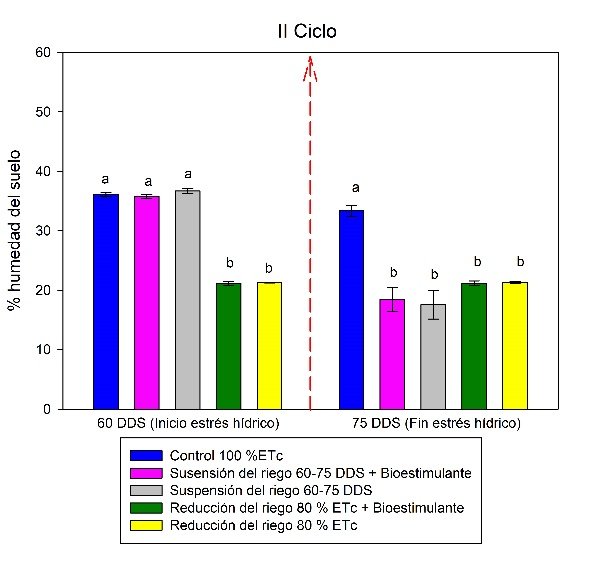 II Ciclo
60
50
40
30
20
10
0
% humedad del suelo
a
a
a
b
b
a
b
b
b
b
60 DDS (Inicio estrés hídrico)
75 DDS (Fin estrés hídrico)
Control 100 %ETc
Susensión del riego 60-75 DDS + Bioestimulante
Suspensión del riego 60-75 DDS
Reducción del riego 80 % ETc + Bioestimulante
Reducción del riego 80 % ETc